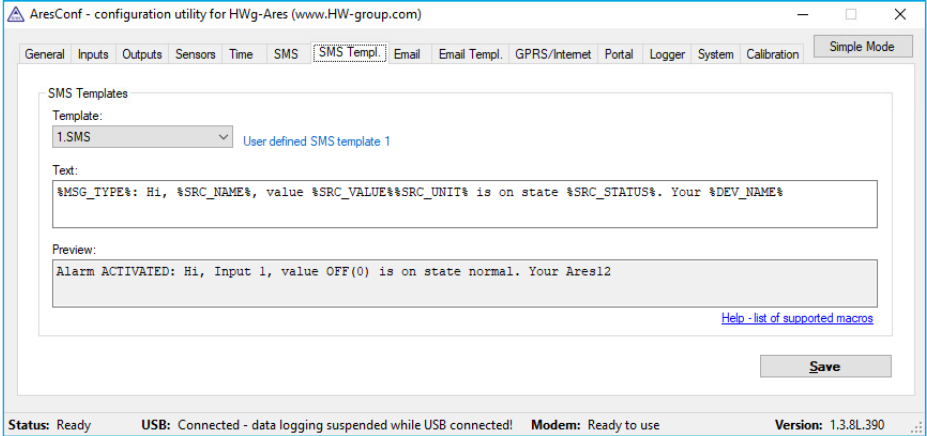 AresConf - configuration utility for HWg-Ares (www.HW-group.com)
General Inputs Outputs Sensors Time SMS SMS Templ. Email Email Templ. GPRS/Internet Portal Logger System Calibration Simple Mode
SMS Templates
Template:
1.SMS User defined SMS template 1
Text:
%MSG_TYPE%: Hi, %SRC_NAME%, value %SRC_VALUE%%SRC_UNIT% is on state %SRC_STATUS%. Your %DEV_NAME%
Preview:
Alarm ACTIVATED: Hi, Input 1, value OFF(0) is on state normal. Your Ares12
Help - list of supported macros
Save
Status: Ready USB: Connected - data logging suspended while USB connected! Modem: Ready to use Version: 1.3.8L.390